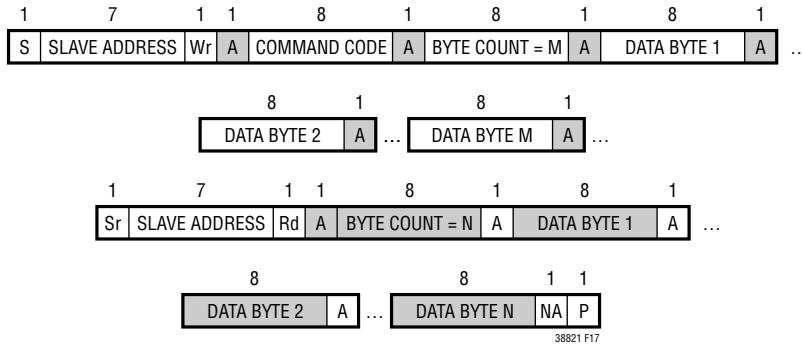 1 7 1 1 8 1 8 1 8 1
S SLAVE ADDRESS Wr A COMMAND CODE A BYTE COUNT = M A DATA BYTE 1 A ..
8 1 8 1
DATA BYTE 2 A ... DATA BYTE M A ...
1 7 1 1 8 1 8 1
Sr SLAVE ADDRESS Rd A BYTE COUNT = N A DATA BYTE 1 A ...
8 8 1 1
DATA BYTE 2 A ... DATA BYTE N NA P
38821 F17